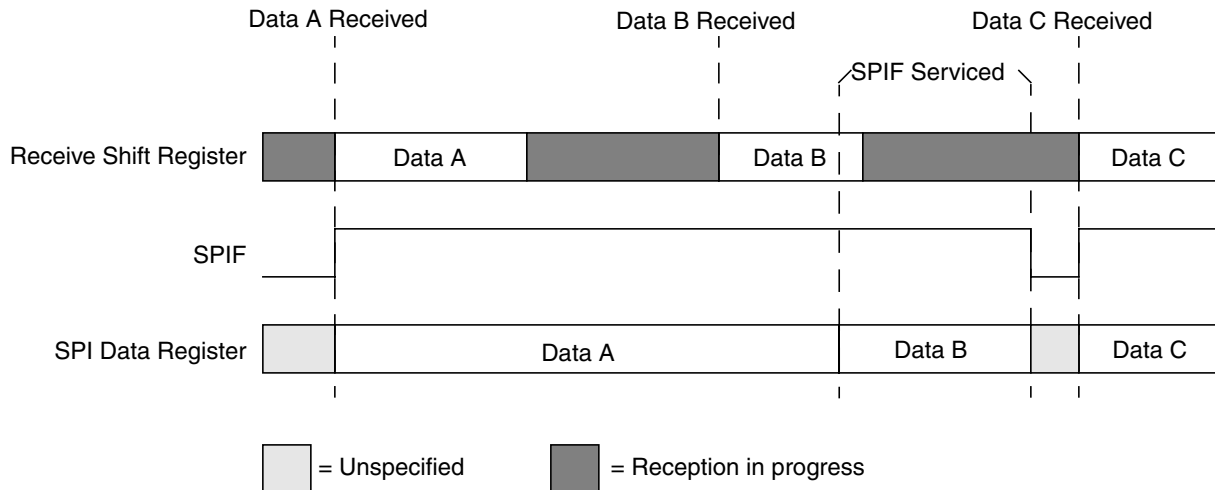 Data A Received
Data B Received
Data C Received
SPIF Serviced
Receive Shift Register
Data A
Data B
Data C
SPIF
SPI Data Register
Data A
Data B
Data C
= Unspecified
= Reception in progress